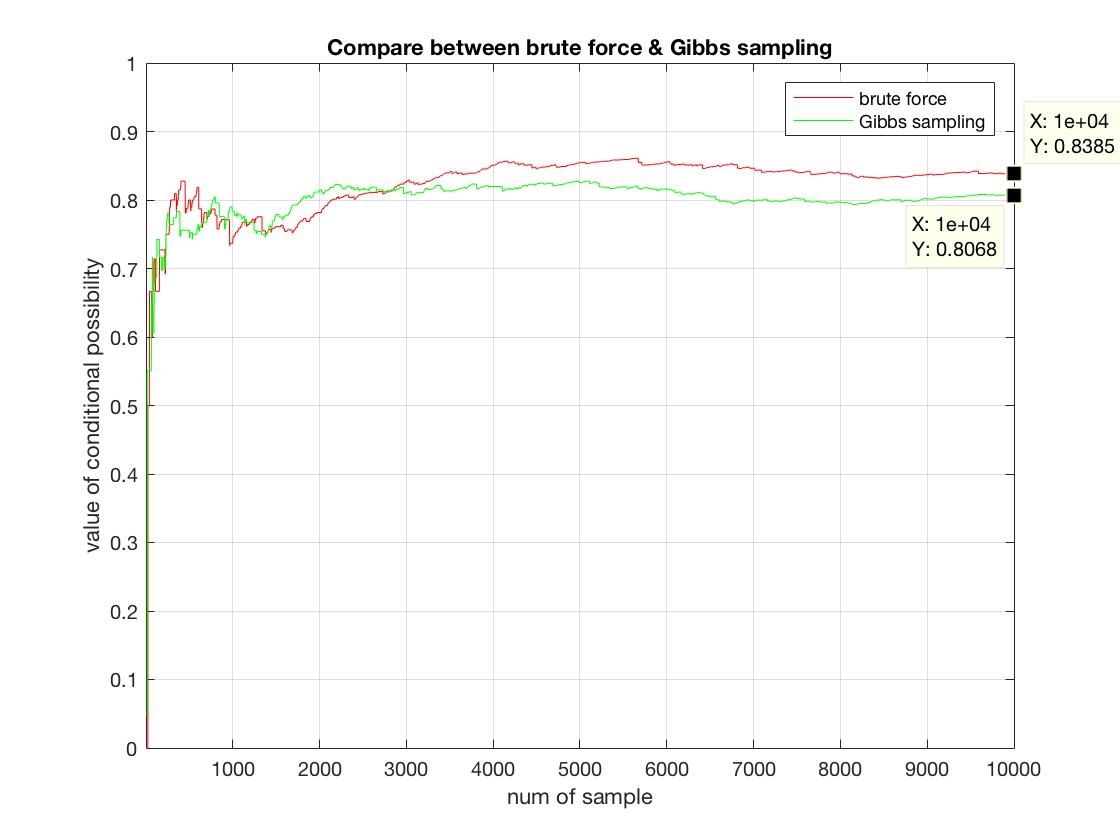 Compare between brute force & Gibbs sampling
brute force
Gibbs sampling
X: 1e+04
Y: 0.8385
X: 1e+04
Y: 0.8068
value of conditional possibility
1
0.9
0.8
0.7
0.6
0.5
0.4
0.3
0.2
0.1
0
1000 2000 3000 4000 5000 6000 7000 8000 9000 10000
num of sample